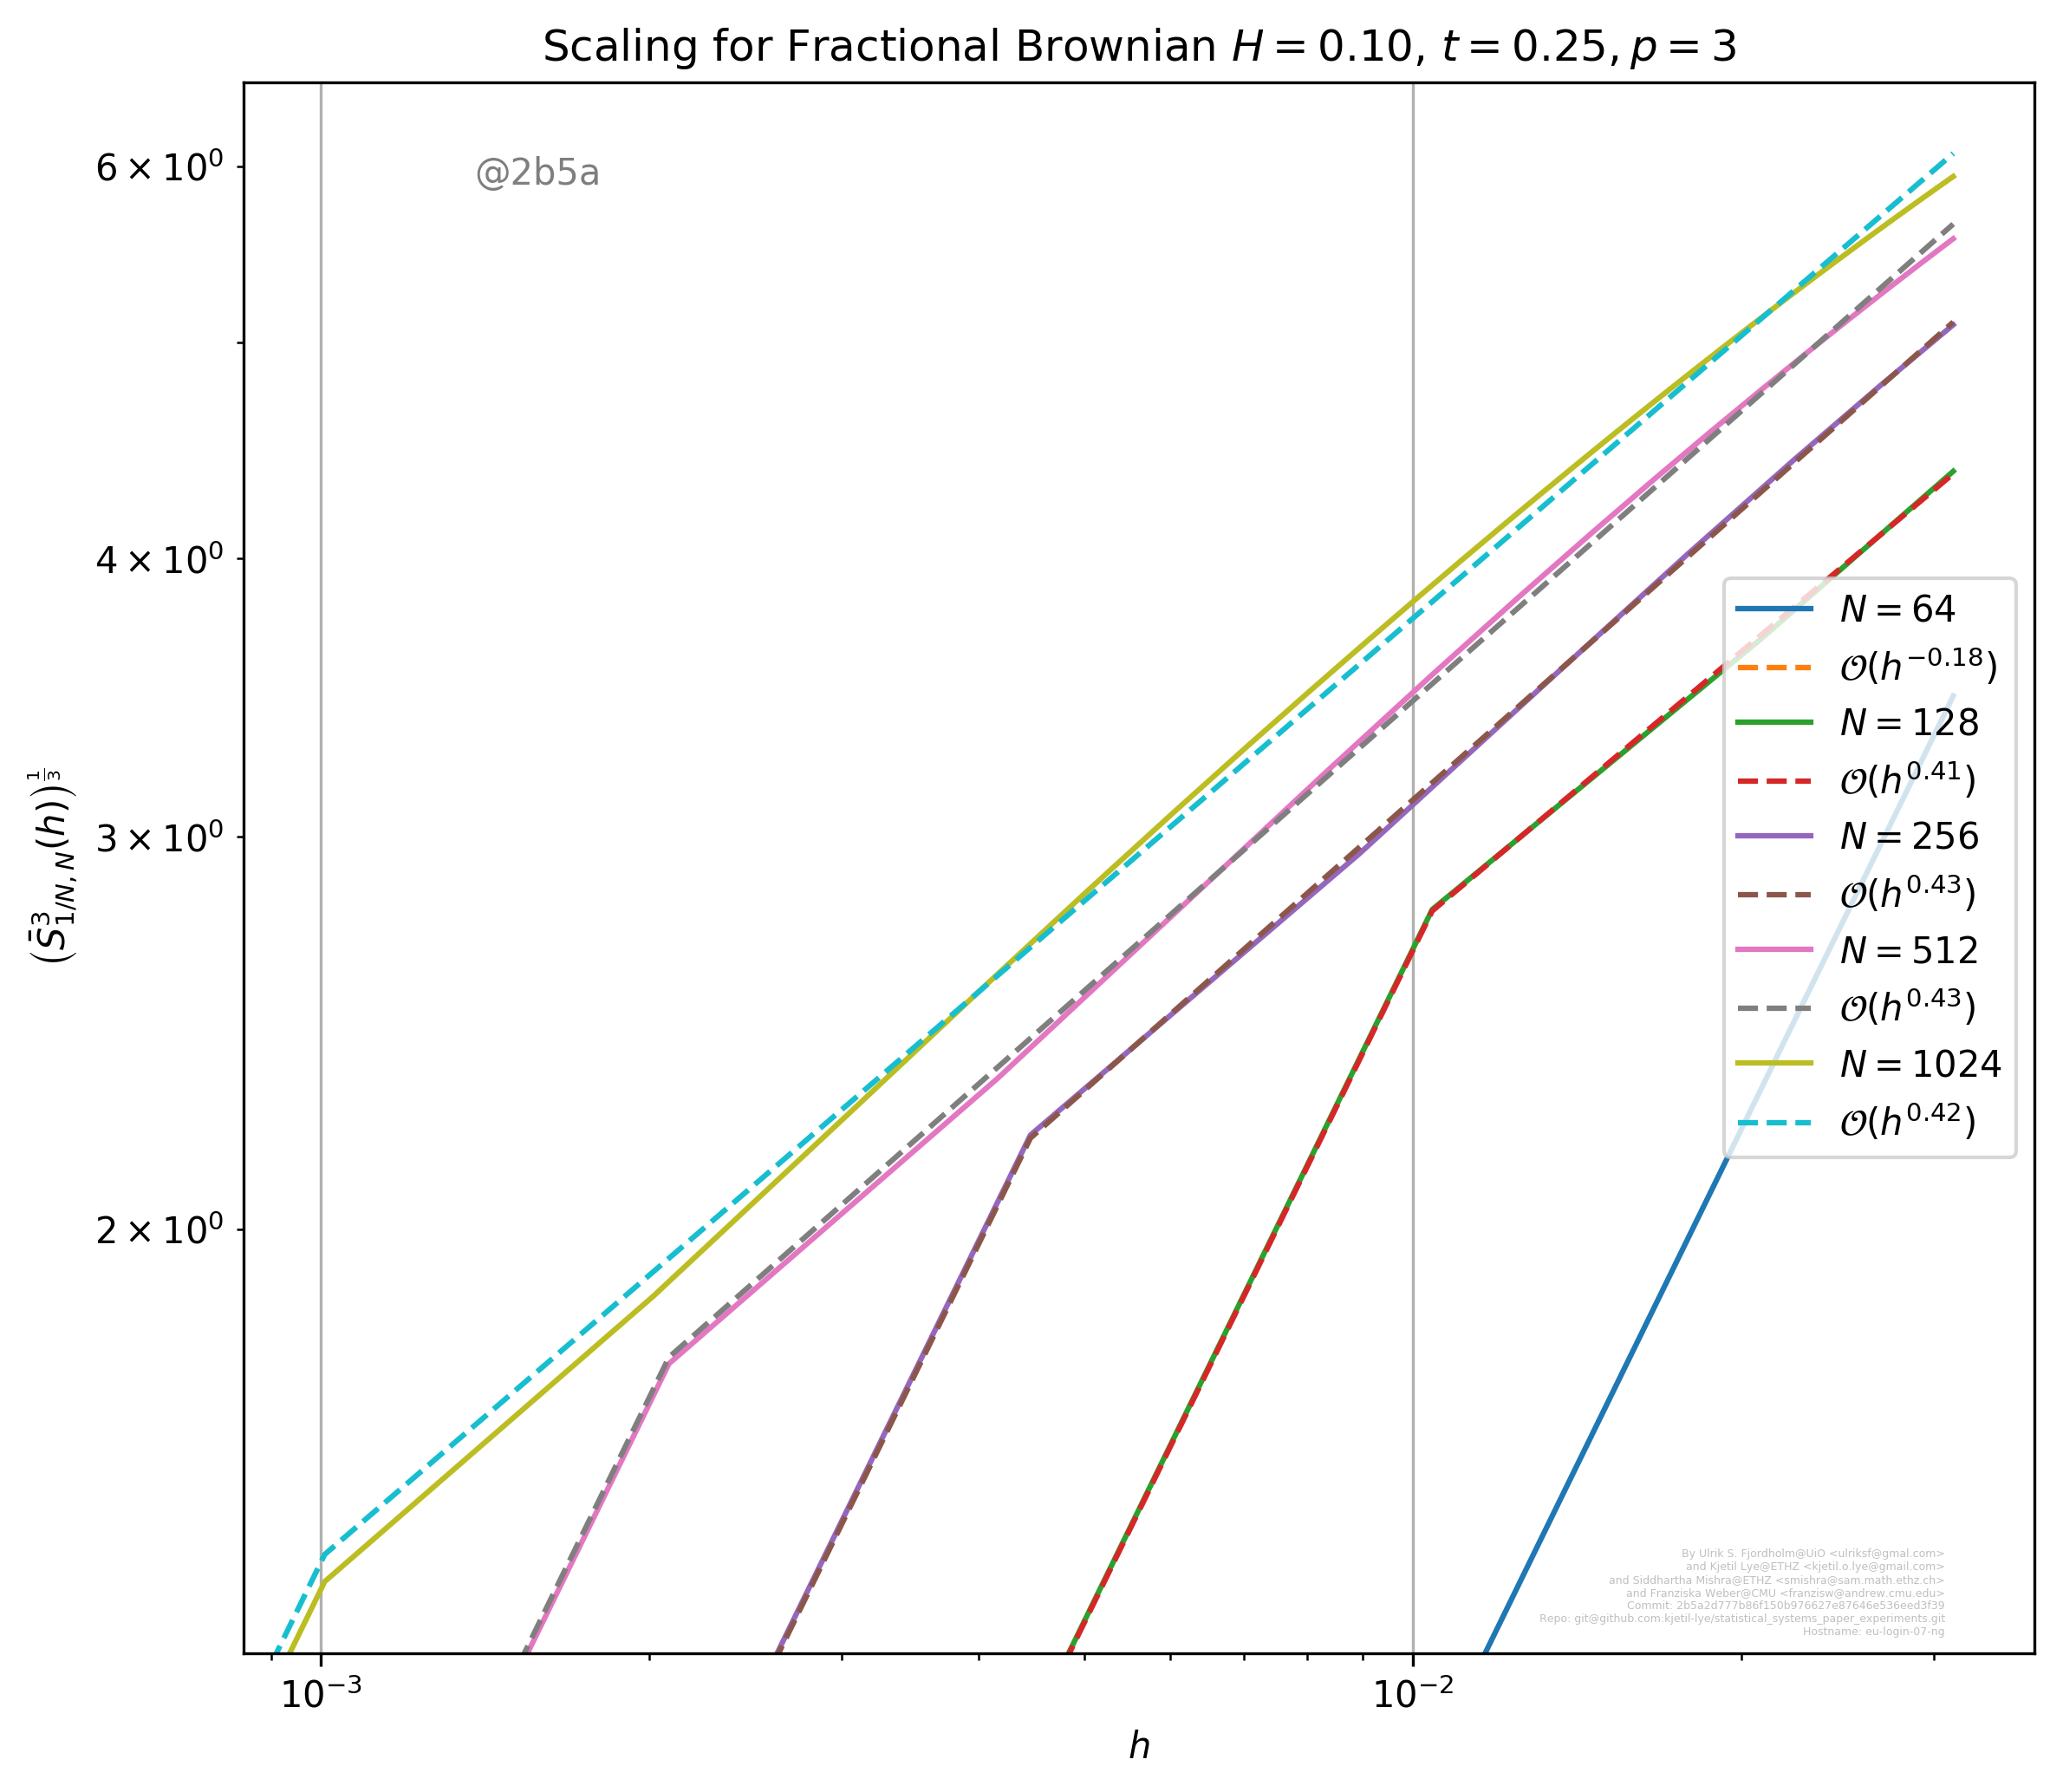 Scaling for Fractional Brownian H = 0.10, t = 0.25, p = 3
@2b5a
6 × 10⁰
4 × 10⁰
3 × 10⁰
2 × 10⁰
(S̄³_{1/N, N}(h))^{1/3}
N = 64
𝒪(h^{−0.18})
N = 128
𝒪(h^{0.41})
N = 256
𝒪(h^{0.43})
N = 512
𝒪(h^{0.43})
N = 1024
𝒪(h^{0.42})
By Ulrik S. Fjordholm@UiO <ulriksf@gmal.com>
and Kjetil Lye@ETHZ <kjetil.o.lye@gmail.com>
and Siddhartha Mishra@ETHZ <smishra@sam.math.ethz.ch>
and Franziska Weber@CMU <franzisw@andrew.cmu.edu>
Commit: 2b5a2d777b86f150b976627e87646e536eed3f39
Repo: git@github.com:kjetil-lye/statistical_systems_paper_experiments.git
Hostname: eu-login-07-ng
10⁻³
10⁻²
h